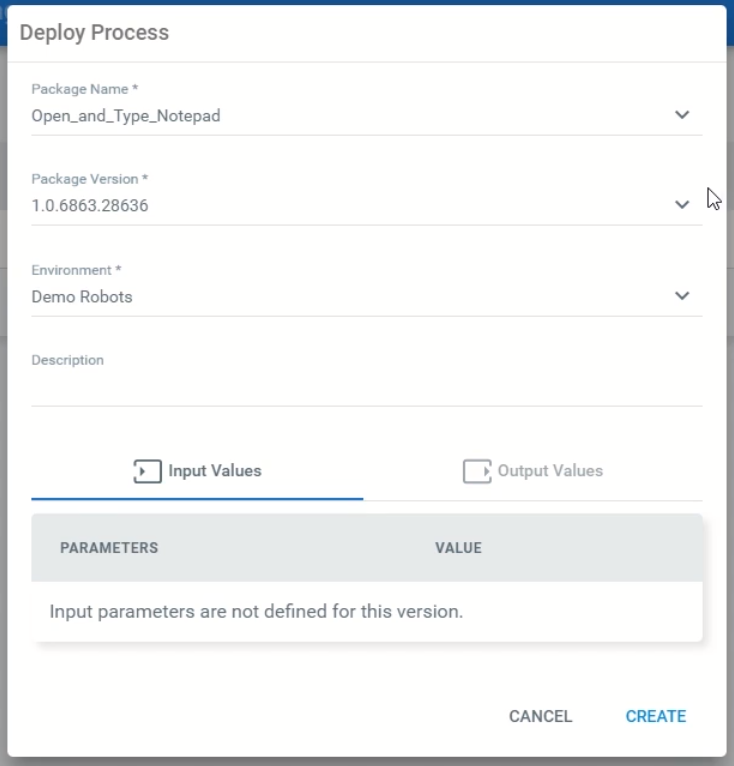 Deploy Process
Package Name *
Open_and_Type_Notepad
Package Version *
1.0.6863.28636
Environment *
Demo Robots
Description
Input Values
Output Values
PARAMETERS
VALUE
Input parameters are not defined for this version.
CANCEL
CREATE